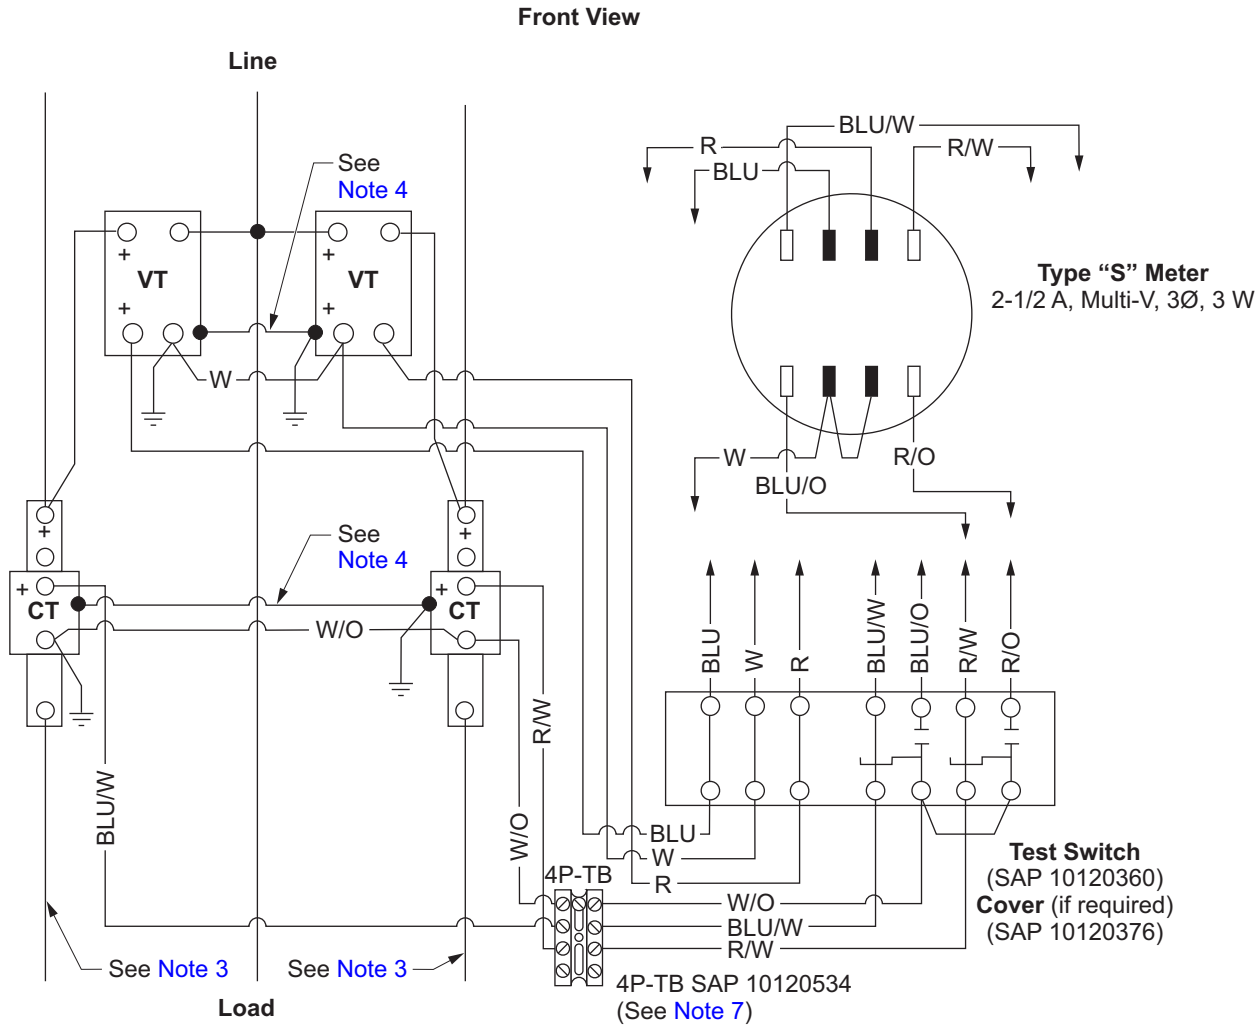 Front View
Line
BLU/W
R
R/W
BLU
See
Note 4
+
VT
+
+
VT
+
Type “S” Meter
2-1/2 A, Multi-V, 3Ø, 3 W
W
W
R/O
BLU/O
+
+
See
Note 4
+
CT
+
CT
W/O
BLU
W
R
BLU/W
BLU/O
R/W
R/O
R/W
BLU/W
W/O
BLU
W
R
4P-TB
W/O
BLU/W
R/W
Test Switch
(SAP 10120360)
Cover (if required)
(SAP 10120376)
See Note 3
See Note 3
4P-TB SAP 10120534
(See Note 7)
Load